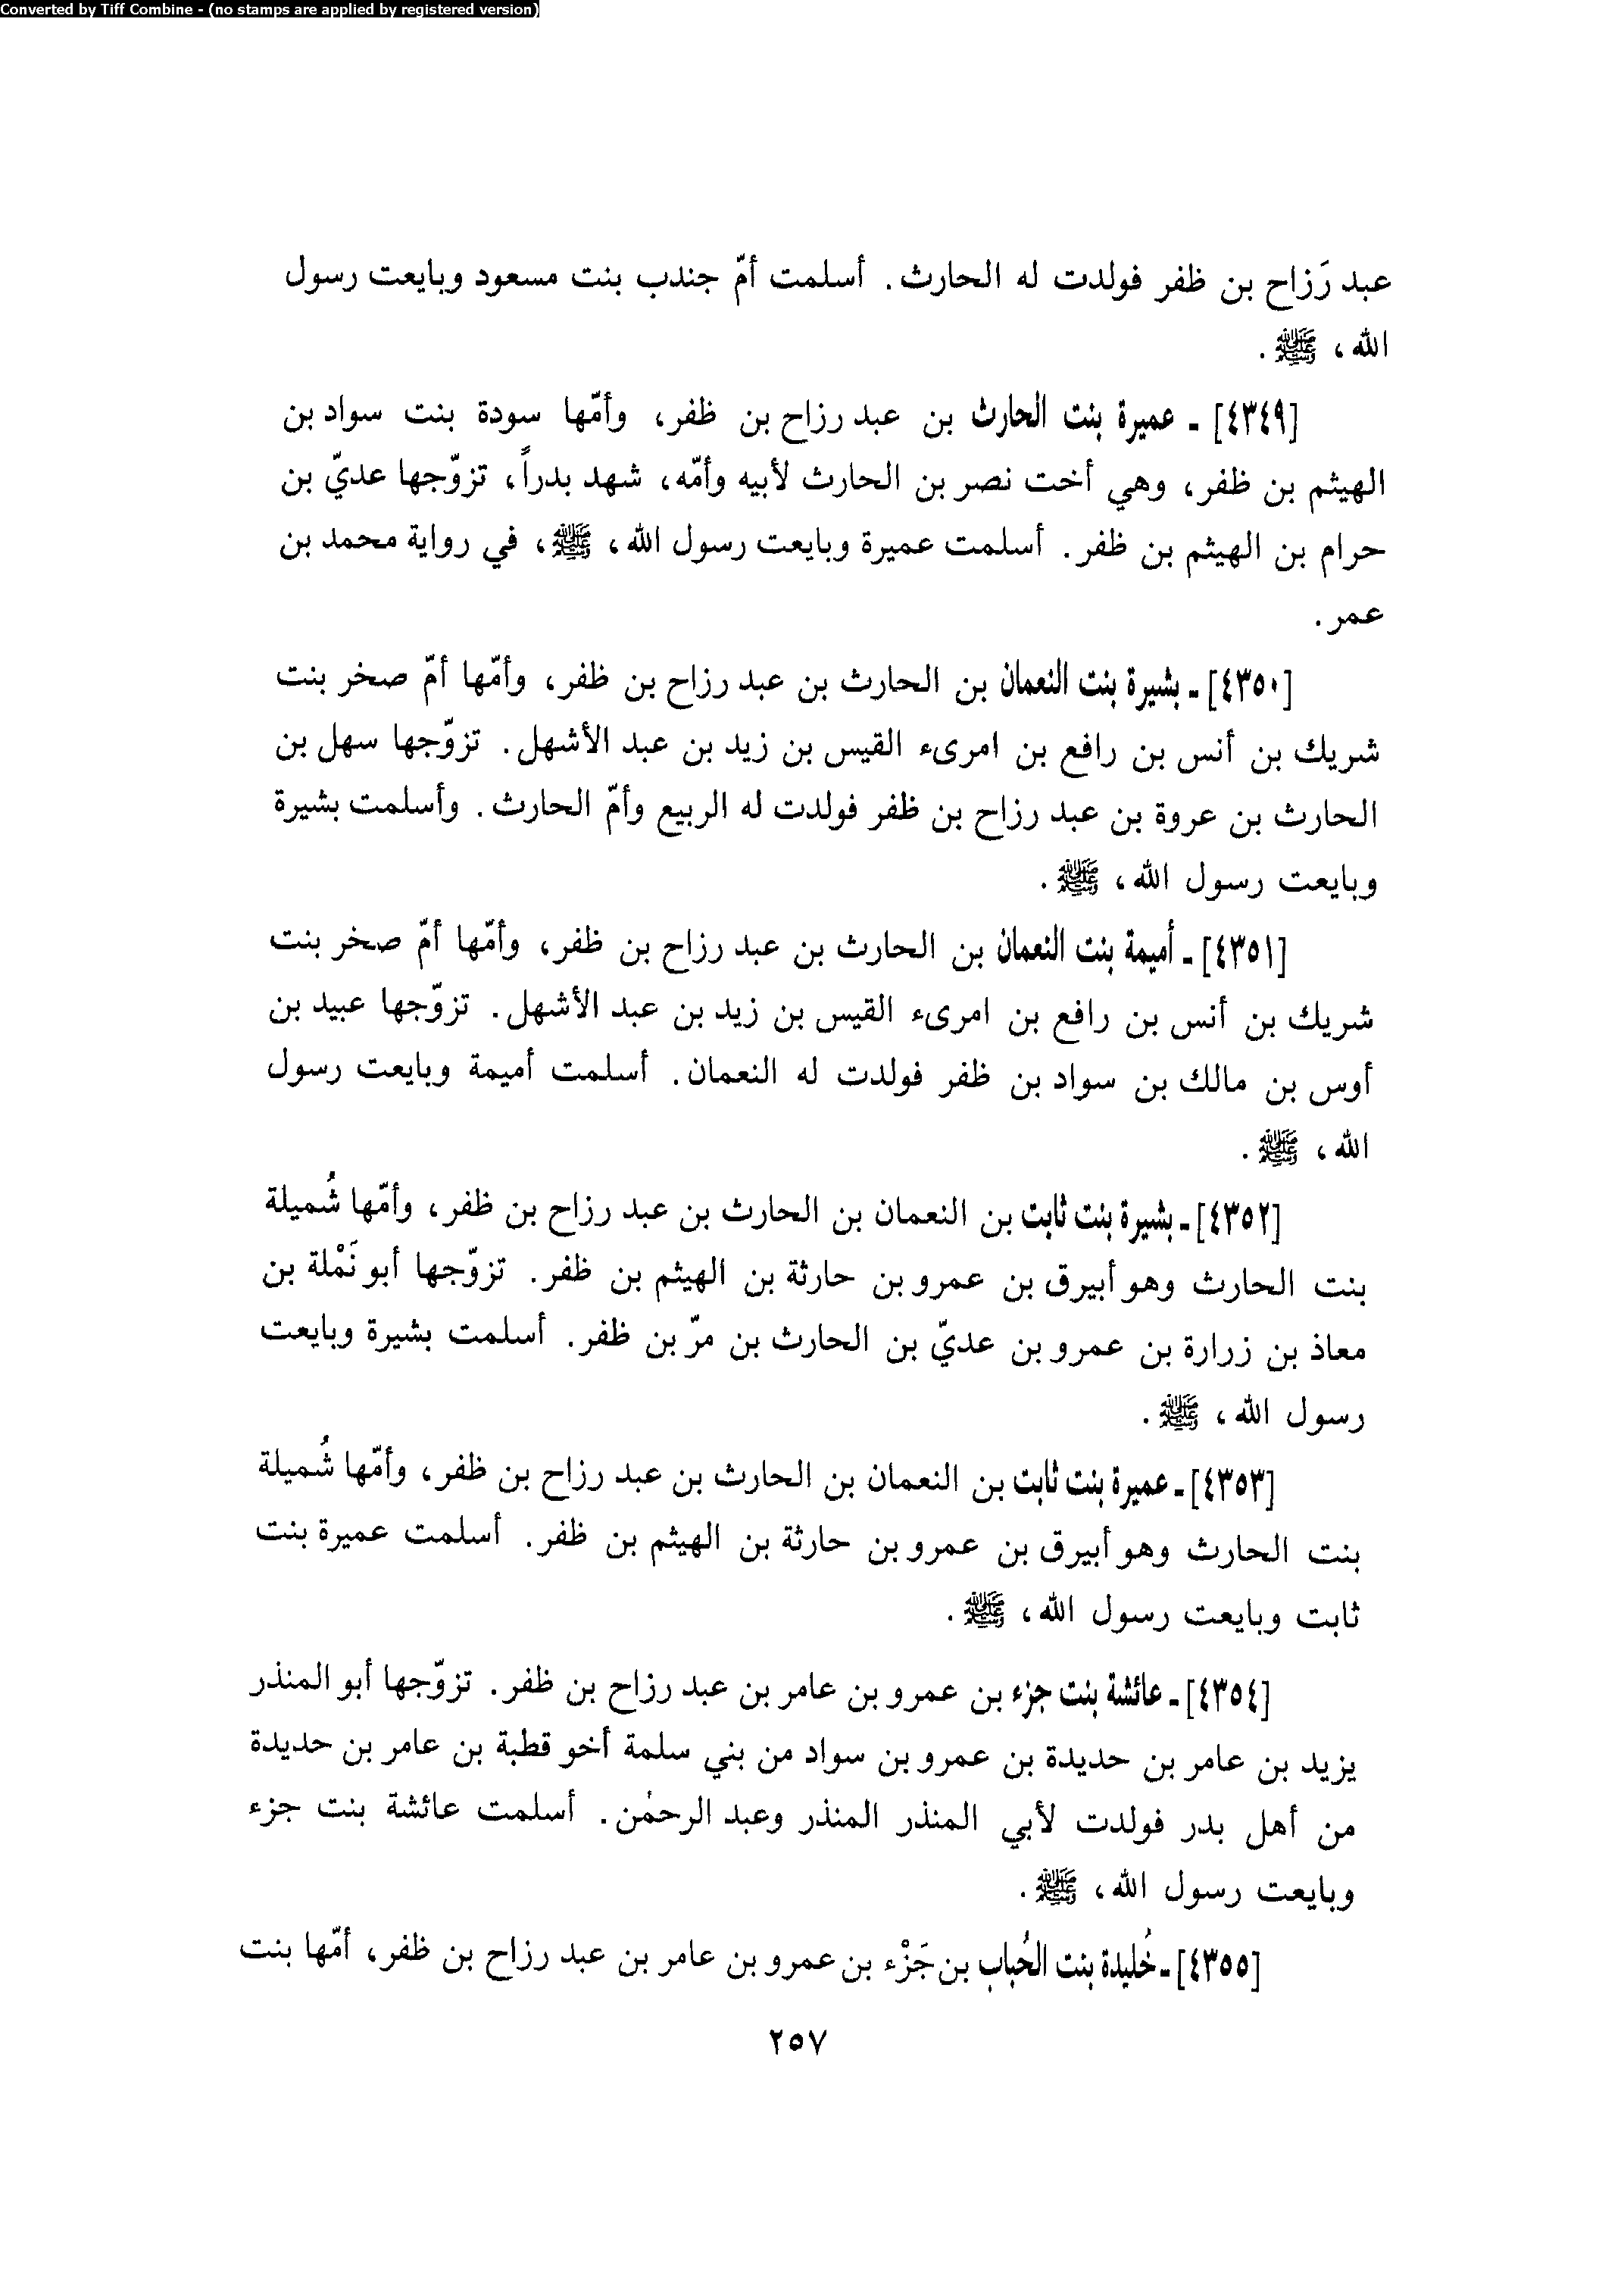 Converted by Tiff Combine - (no stamps are applied by registered version)
عبد رَزاح بن ظفر فولدت له الحارث. أسلمت أمّ جندب بنت مسعود وبايعت رسول
الله، ﷺ.
[٤٣٤٩] - عميرة بنت الحارث بن عبد رزاح بن ظفر، وأمّها سودة بنت سواد بن
الهيثم بن ظفر، وهي أخت نصر بن الحارث لأبيه وأمّه، شهد بدراً، تزوّجها عديّ بن
حرام بن الهيثم بن ظفر. أسلمت عميرة وبايعت رسول الله، ﷺ، في رواية محمد بن
عمر.
[٤٣٥٠] - بشيرة بنت النعمان بن الحارث بن عبد رزاح بن ظفر، وأمّها أمّ صخر بنت
شريك بن أنس بن رافع بن امرىء القيس بن زيد بن عبد الأشهل. تزوّجها سهل بن
الحارث بن عروة بن عبد رزاح بن ظفر فولدت له الربيع وأمّ الحارث. وأسلمت بشيرة
وبايعت رسول الله، ﷺ.
[٤٣٥١] - أميمة بنت النعمان بن الحارث بن عبد رزاح بن ظفر، وأمّها أمّ صخر بنت
شريك بن أنس بن رافع بن امرىء القيس بن زيد بن عبد الأشهل. تزوّجها عبيد بن
أوس بن مالك بن سواد بن ظفر فولدت له النعمان. أسلمت أميمة وبايعت رسول
الله، ﷺ.
[٤٣٥٢] - بشيرة بنت ثابت بن النعمان بن الحارث بن عبد رزاح بن ظفر، وأمّها شُميلة
بنت الحارث وهو أبيرق بن عمرو بن حارثة بن الهيثم بن ظفر. تزوّجها أبو نَمْلة بن
معاذ بن زرارة بن عمرو بن عديّ بن الحارث بن مرّ بن ظفر. أسلمت بشيرة وبايعت
رسول الله، ﷺ.
[٤٣٥٣] - عميرة بنت ثابت بن النعمان بن الحارث بن عبد رزاح بن ظفر، وأمّها شُميلة
بنت الحارث وهو أبيرق بن عمرو بن حارثة بن الهيثم بن ظفر. أسلمت عميرة بنت
ثابت وبايعت رسول الله، ﷺ.
[٤٣٥٤] - عائشة بنت جزء بن عمرو بن عامر بن عبد رزاح بن ظفر. تزوّجها أبو المنذر
يزيد بن عامر بن حديدة بن عمرو بن سواد من بني سلمة أخو قطبة بن عامر بن حديدة
من أهل بدر فولدت لأبي المنذر المنذر وعبد الرحمٰن. أسلمت عائشة بنت جزء
وبايعت رسول الله، ﷺ.
[٤٣٥٥] - خُليدة بنت الحُباب بن جَزْء بن عمرو بن عامر بن عبد رزاح بن ظفر، أمّها بنت
٢٥٧